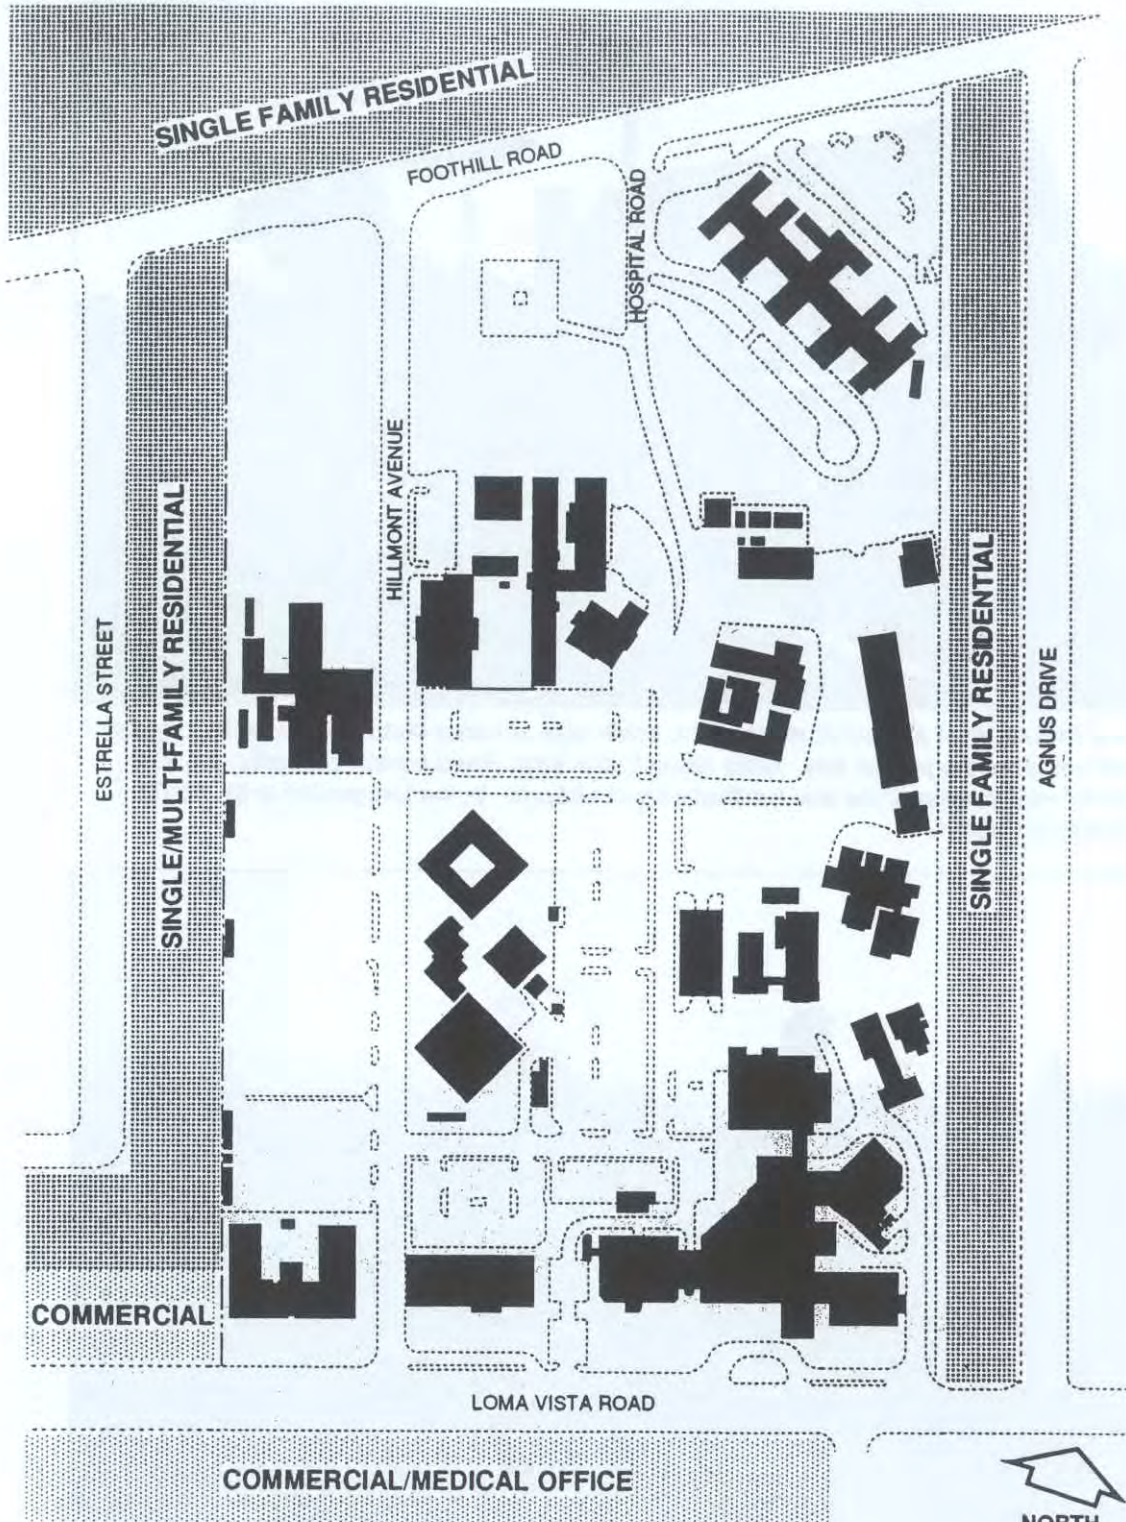 SINGLE FAMILY RESIDENTIAL
FOOTHILL ROAD
HOSPITAL ROAD
HILLMONT AVENUE
ESTRELLA STREET
SINGLE/MULTI-FAMILY RESIDENTIAL
SINGLE FAMILY RESIDENTIAL
AGNUS DRIVE
COMMERCIAL
LOMA VISTA ROAD
COMMERCIAL/MEDICAL OFFICE
NORTH